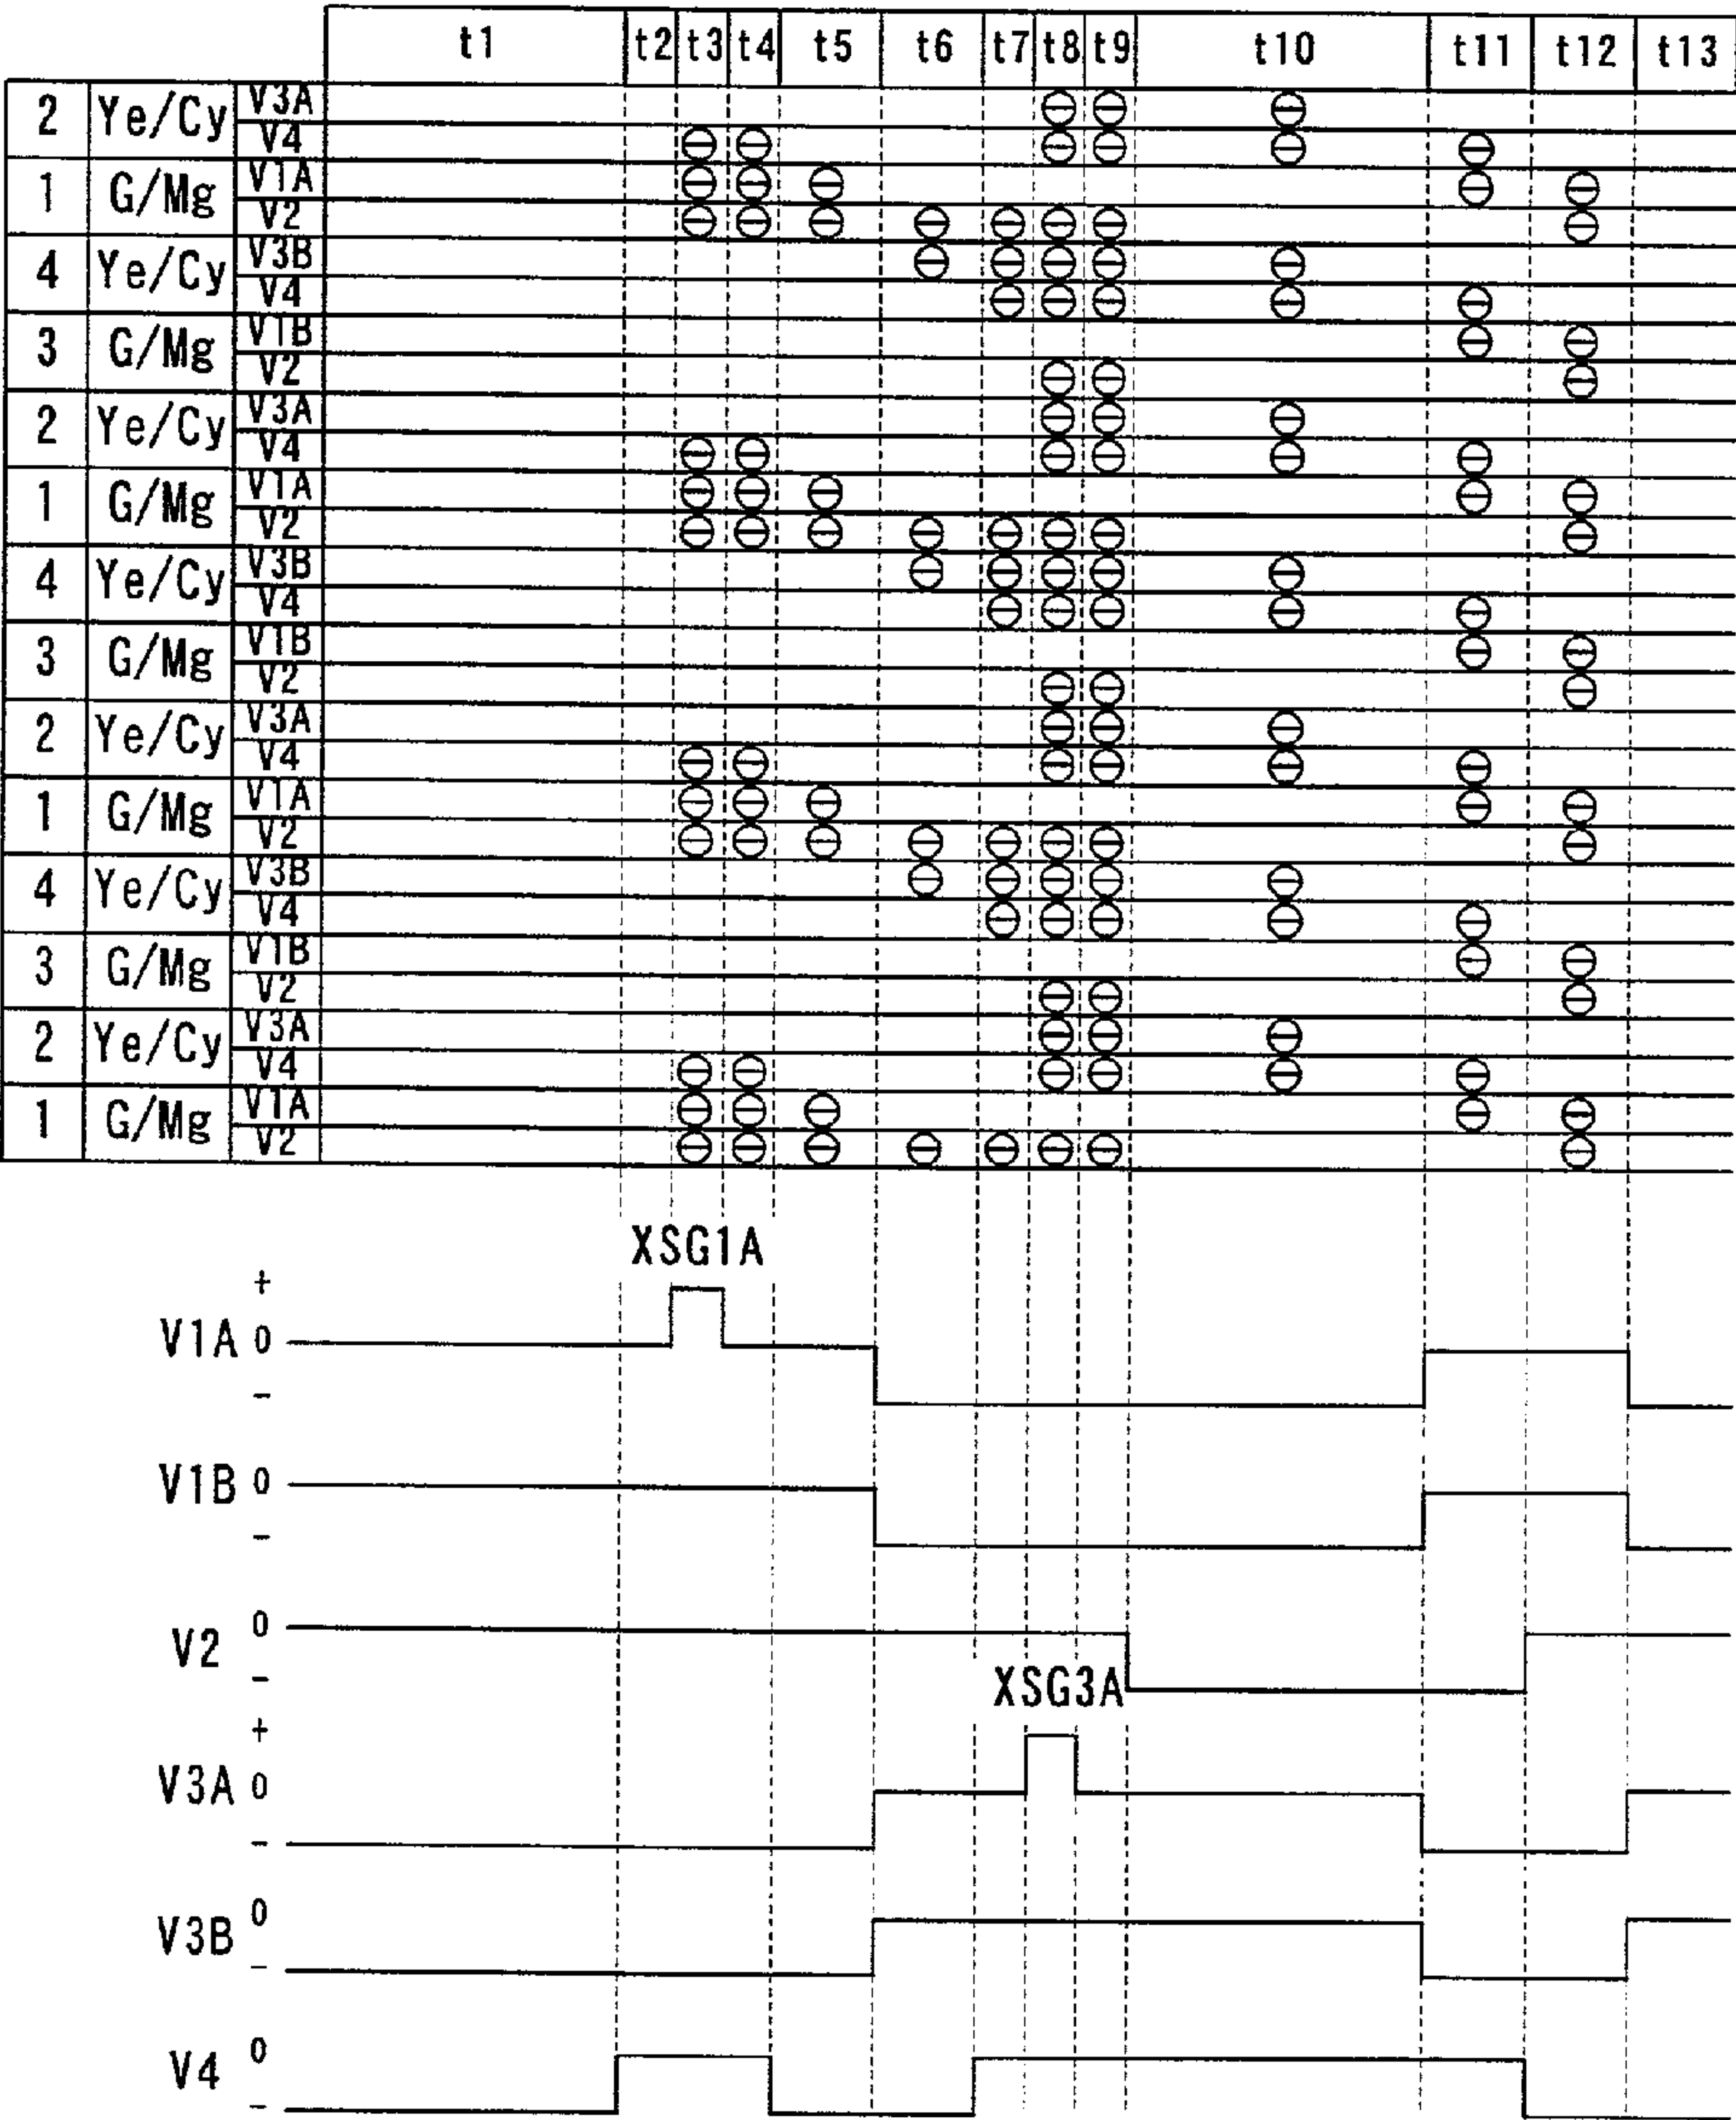 t1 t2 t3 t4 t5 t6 t7 t8 t9 t10 t11 t12 t13
2 Ye/Cy V3A
V4
1 G/Mg V1A
V2
4 Ye/Cy V3B
V4
3 G/Mg V1B
V2
2 Ye/Cy V3A
V4
1 G/Mg V1A
V2
4 Ye/Cy V3B
V4
3 G/Mg V1B
V2
2 Ye/Cy V3A
V4
1 G/Mg V1A
V2
4 Ye/Cy V3B
V4
3 G/Mg V1B
V2
2 Ye/Cy V3A
V4
1 G/Mg V1A
V2
XSG1A
+
V1A 0
-
V1B 0
-
V2 0
-
XSG3A
+
V3A 0
-
V3B 0
-
V4 0
-